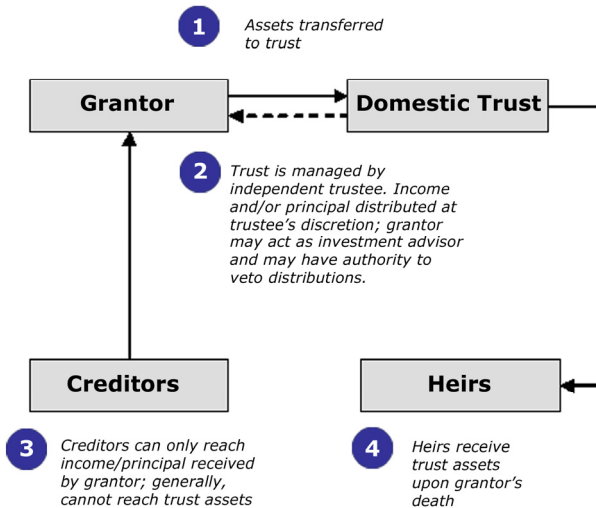 1
Assets transferred
to trust
Grantor
Domestic Trust
2
Trust is managed by
independent trustee. Income
and/or principal distributed at
trustee's discretion; grantor
may act as investment advisor
and may have authority to
veto distributions.
Creditors
Heirs
3
Creditors can only reach
income/principal received
by grantor; generally,
cannot reach trust assets
4
Heirs receive
trust assets
upon grantor's
death